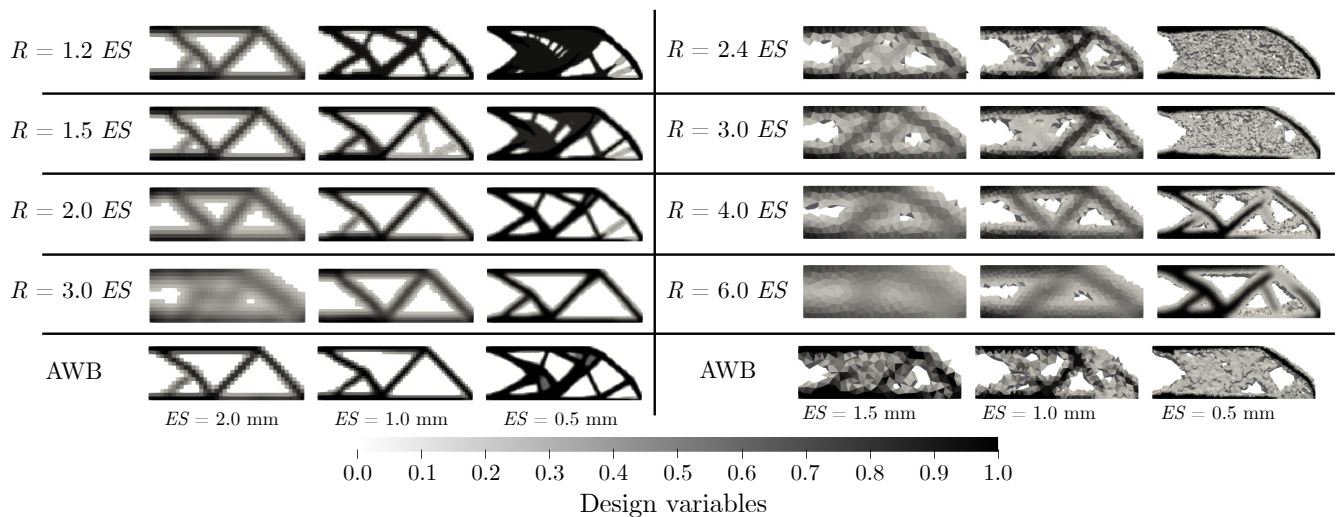 R = 1.2 ES
R = 2.4 ES
R = 1.5 ES
R = 3.0 ES
R = 2.0 ES
R = 4.0 ES
R = 3.0 ES
R = 6.0 ES
AWB
AWB
ES = 2.0 mm
ES = 1.0 mm
ES = 0.5 mm
ES = 1.5 mm
ES = 1.0 mm
ES = 0.5 mm
0.0 0.1 0.2 0.3 0.4 0.5 0.6 0.7 0.8 0.9 1.0
Design variables